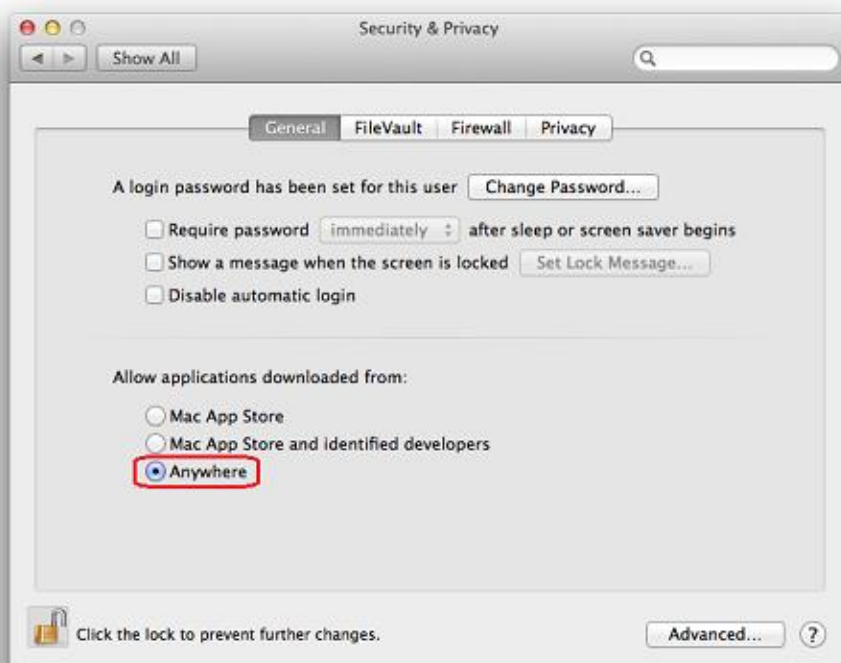 Security & Privacy
Show All
General FileVault Firewall Privacy
A login password has been set for this user Change Password...
Require password immediately after sleep or screen saver begins
Show a message when the screen is locked Set Lock Message...
Disable automatic login
Allow applications downloaded from:
Mac App Store
Mac App Store and identified developers
Anywhere
Click the lock to prevent further changes. Advanced... ?